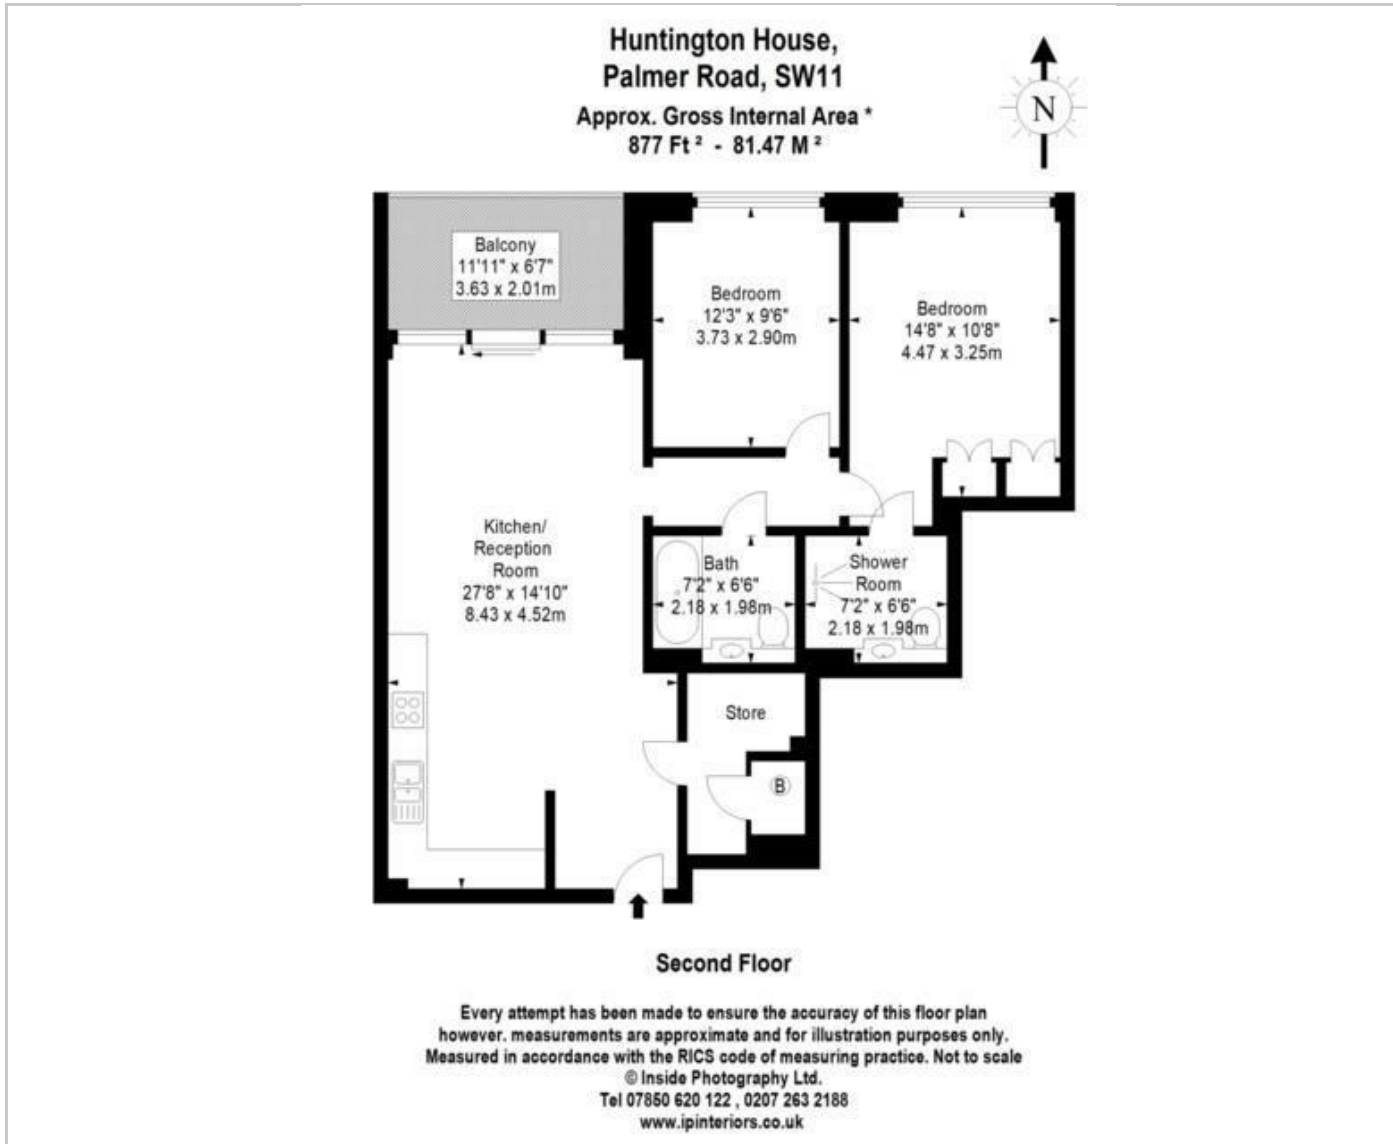 Huntington House,
Palmer Road, SW11
Approx. Gross Internal Area *
877 Ft ² - 81.47 M ²
N
Balcony
11'11" x 6'7"
3.63 x 2.01m
Bedroom
12'3" x 9'6"
3.73 x 2.90m
Bedroom
14'8" x 10'8"
4.47 x 3.25m
Kitchen/
Reception
Room
27'8" x 14'10"
8.43 x 4.52m
Bath
7'2" x 6'6"
2.18 x 1.98m
Shower
Room
7'2" x 6'6"
2.18 x 1.98m
Store
B
Second Floor
Every attempt has been made to ensure the accuracy of this floor plan
however. measurements are approximate and for illustration purposes only.
Measured in accordance with the RICS code of measuring practice. Not to scale
© Inside Photography Ltd.
Tel 07850 620 122 , 0207 263 2188
www.ipinteriors.co.uk